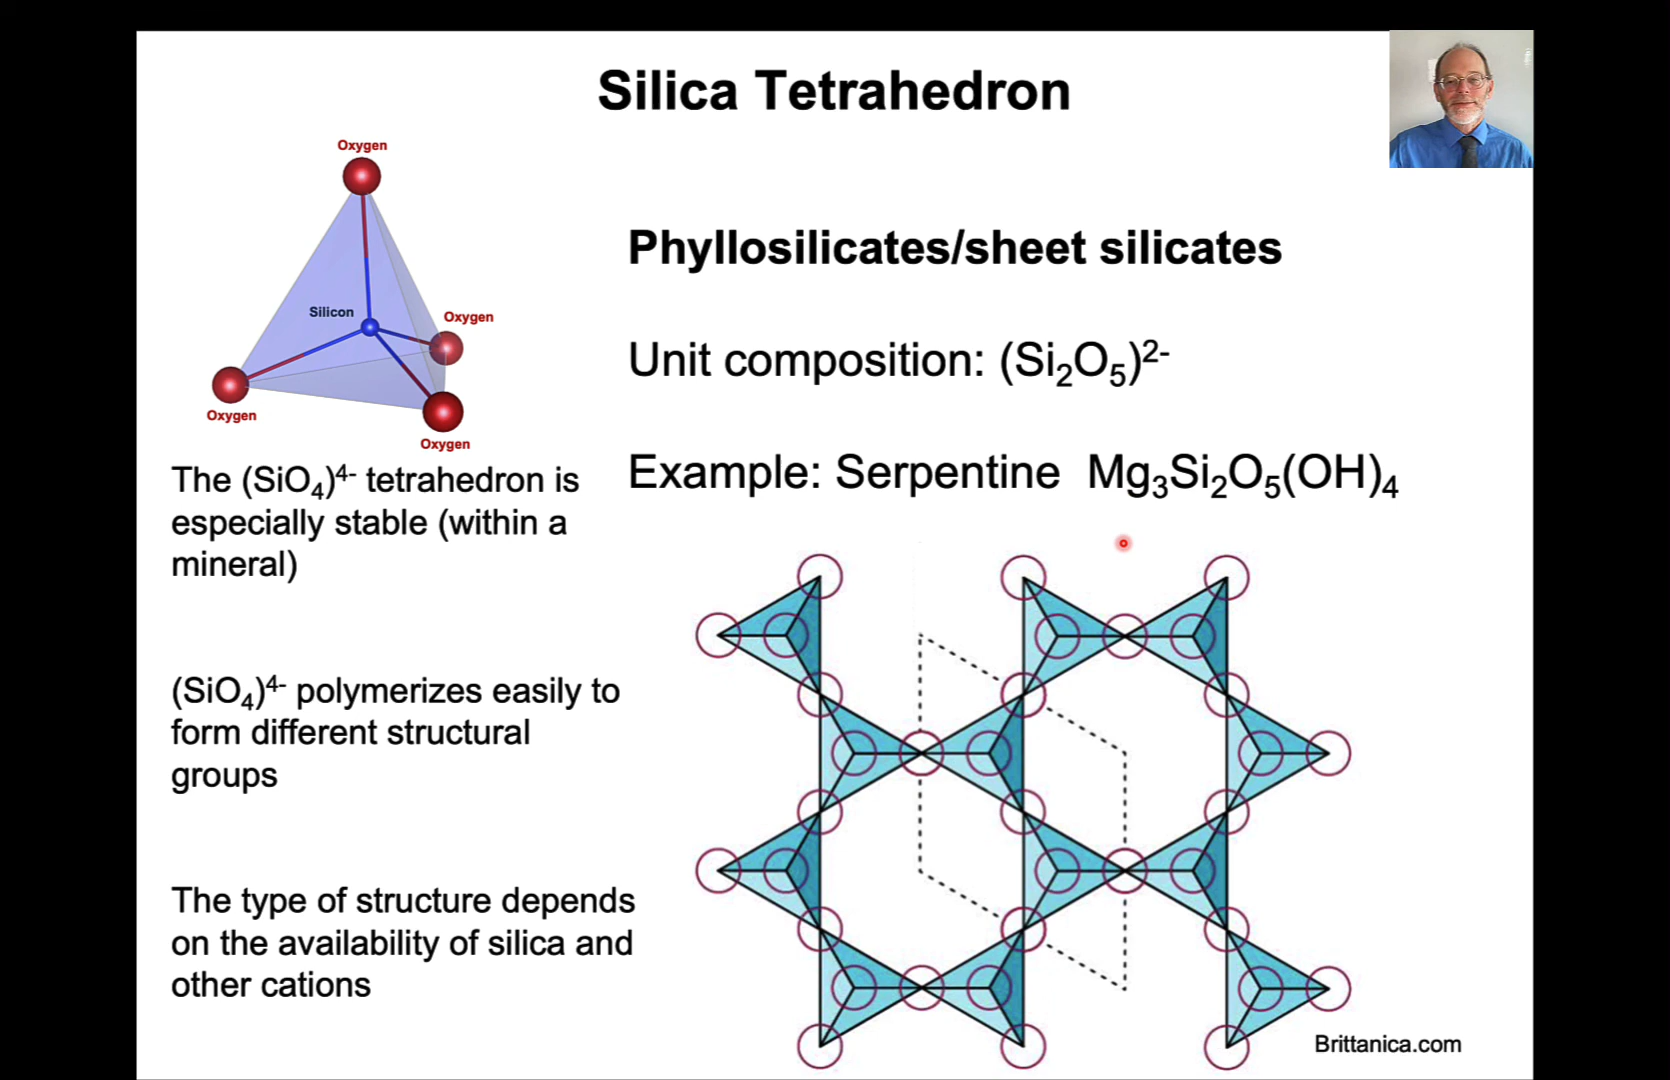 Silica Tetrahedron
Oxygen
Silicon
Oxygen
Oxygen
Oxygen
The (SiO₄)⁴⁻ tetrahedron is
especially stable (within a
mineral)
(SiO₄)⁴⁻ polymerizes easily to
form different structural
groups
The type of structure depends
on the availability of silica and
other cations
Phyllosilicates/sheet silicates
Unit composition: (Si₂O₅)²⁻
Example: Serpentine Mg₃Si₂O₅(OH)₄
Brittanica.com